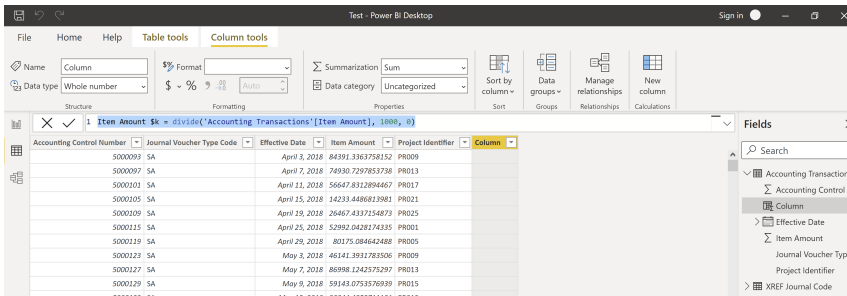 Test - Power BI Desktop
Sign in
File Home Help Table tools Column tools
Name Column
Data type Whole number
Structure
$% Format
$ % 9 .00 Auto
Formatting
Summarization Sum
Data category Uncategorized
Properties
Sort by column
Sort
Data groups
Groups
Manage relationships
Relationships
New column
Calculations
1 Item Amount $k = divide('Accounting Transactions'[Item Amount], 1000, 0)
Accounting Control Number Journal Voucher Type Code Effective Date Item Amount Project Identifier Column
5000093 SA April 3, 2018 84391.3363758152 PR009
5000097 SA April 7, 2018 74930.7297853738 PR013
5000101 SA April 11, 2018 56647.8312894467 PR017
5000105 SA April 15, 2018 14233.4486813981 PR021
5000109 SA April 19, 2018 26467.4337154873 PR025
5000115 SA April 25, 2018 52992.0428174335 PR001
5000119 SA April 29, 2018 80175.084642488 PR005
5000123 SA May 3, 2018 46141.3931783506 PR009
5000127 SA May 7, 2018 86998.1242575297 PR013
5000129 SA May 9, 2018 59143.0753576939 PR015
Fields
Search
Accounting Transaction
Accounting Control
Column
Effective Date
Item Amount
Journal Voucher Typ
Project Identifier
XREF Journal Code